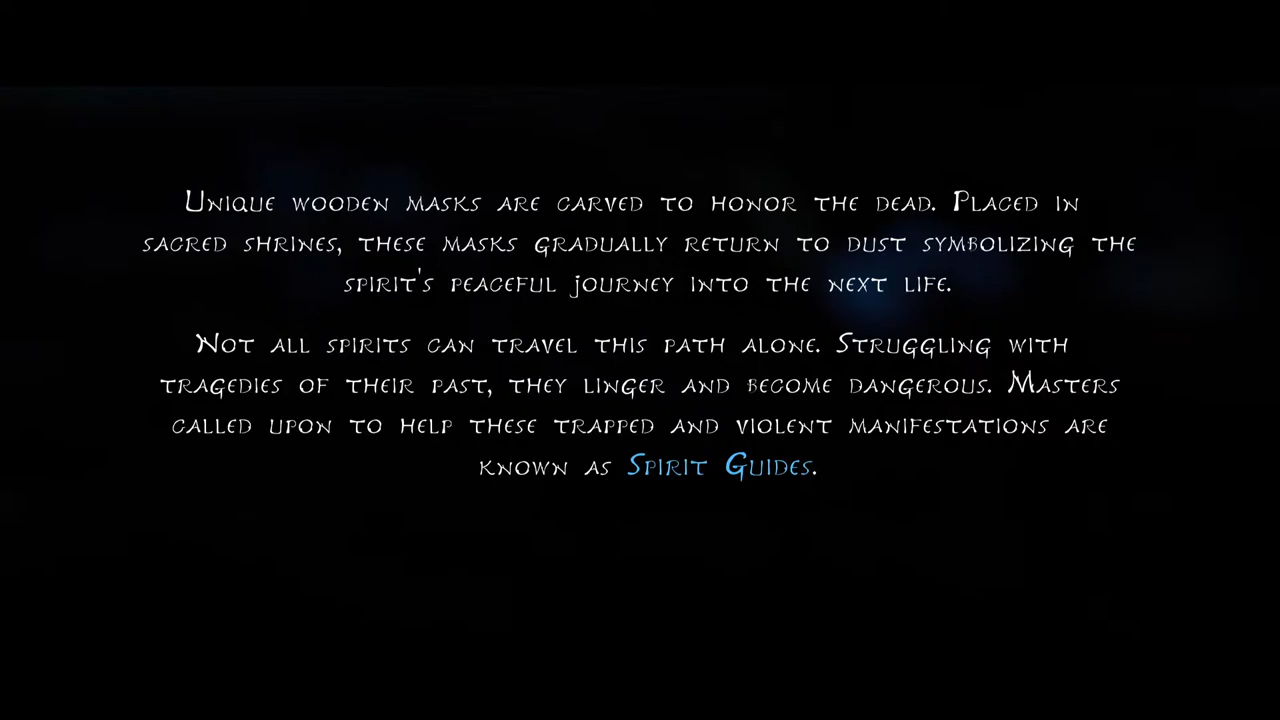 Unique wooden masks are carved to honor the dead. Placed in
sacred shrines, these masks gradually return to dust symbolizing the
spirit's peaceful journey into the next life.
Not all spirits can travel this path alone. Struggling with
tragedies of their past, they linger and become dangerous. Masters
called upon to help these trapped and violent manifestations are
known as Spirit Guides.